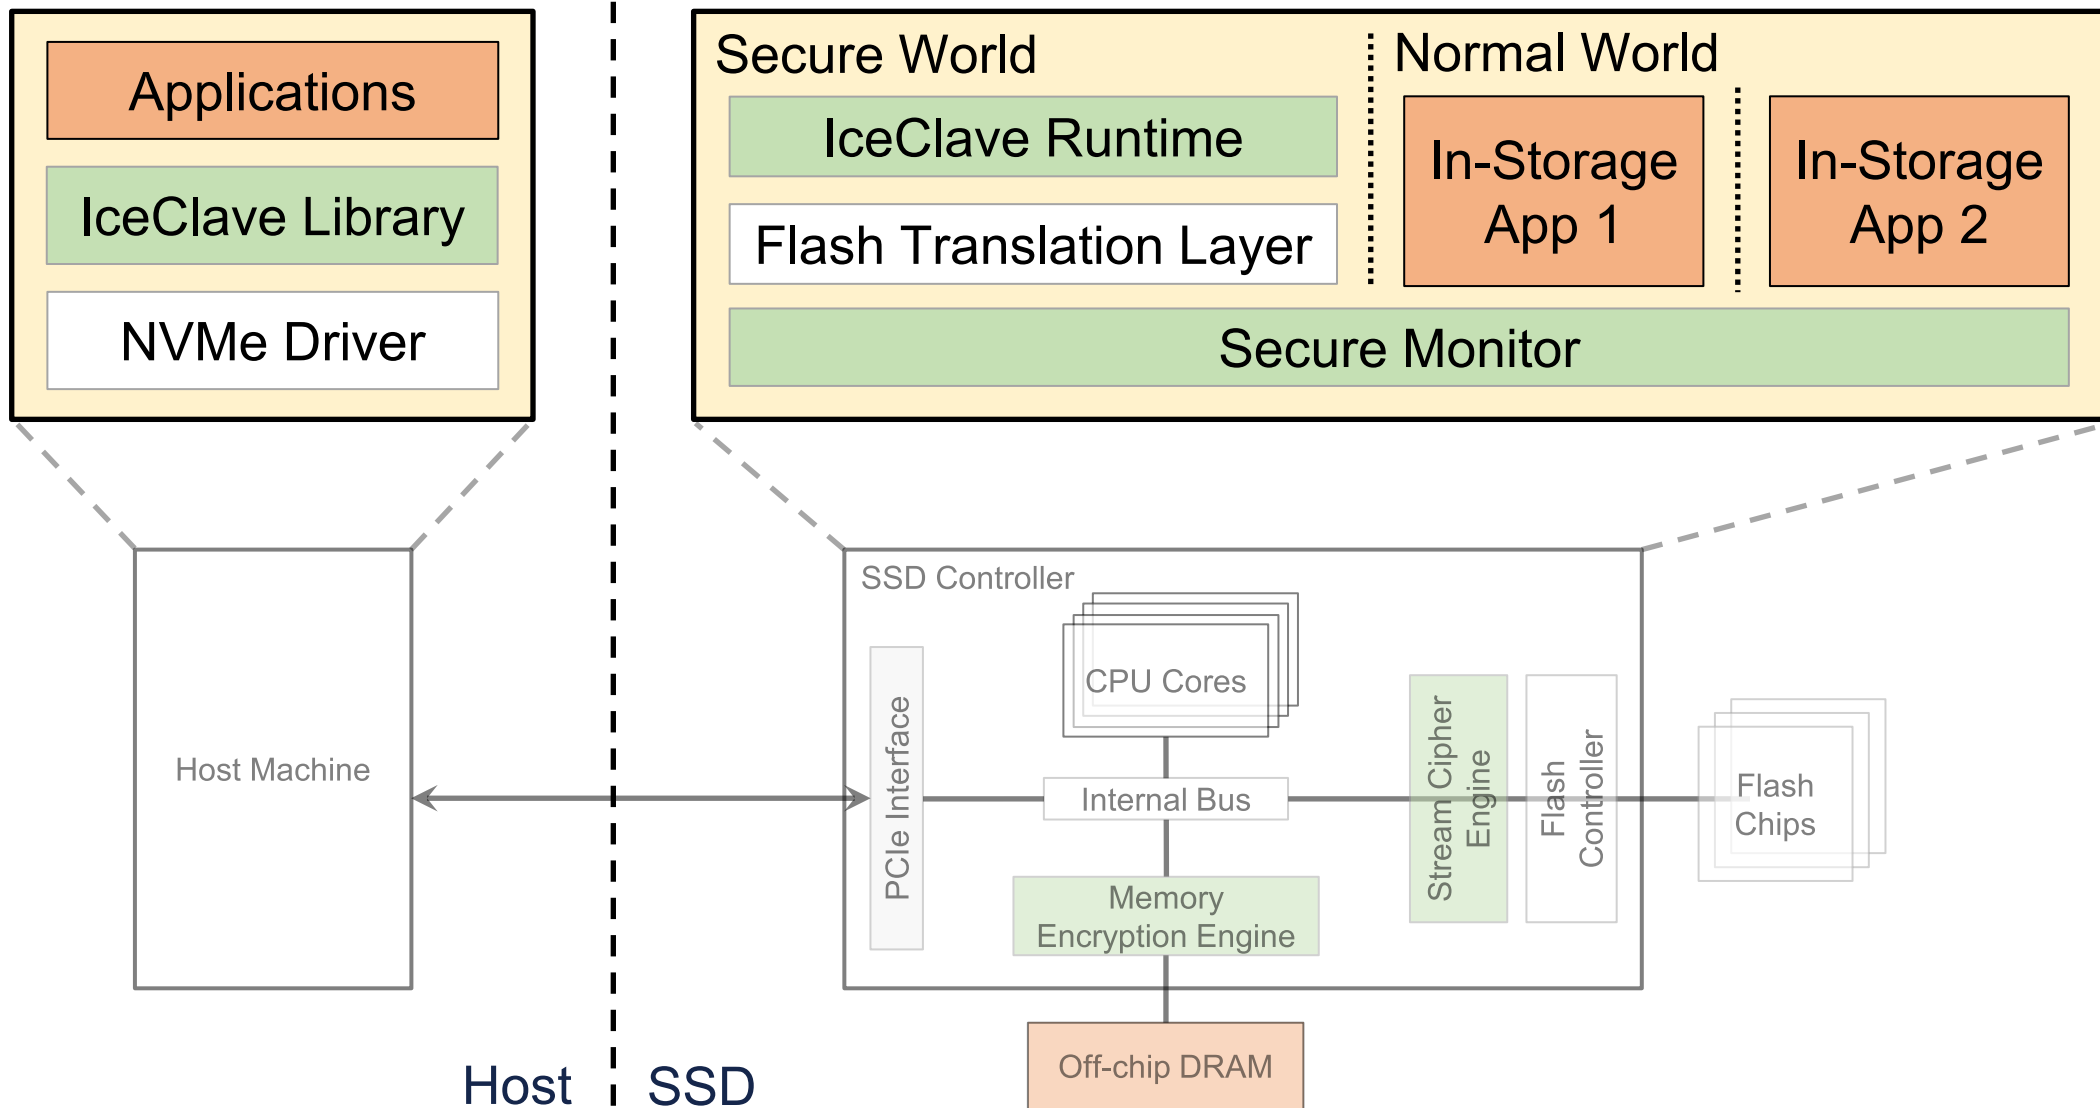 Applications
IceClave Library
NVMe Driver
Secure World
Normal World
IceClave Runtime
Flash Translation Layer
In-Storage
App 1
In-Storage
App 2
Secure Monitor
Host Machine
SSD Controller
PCIe Interface
CPU Cores
Internal Bus
Memory
Encryption Engine
Stream Cipher
Engine
Flash
Controller
Flash
Chips
Off-chip DRAM
Host
SSD